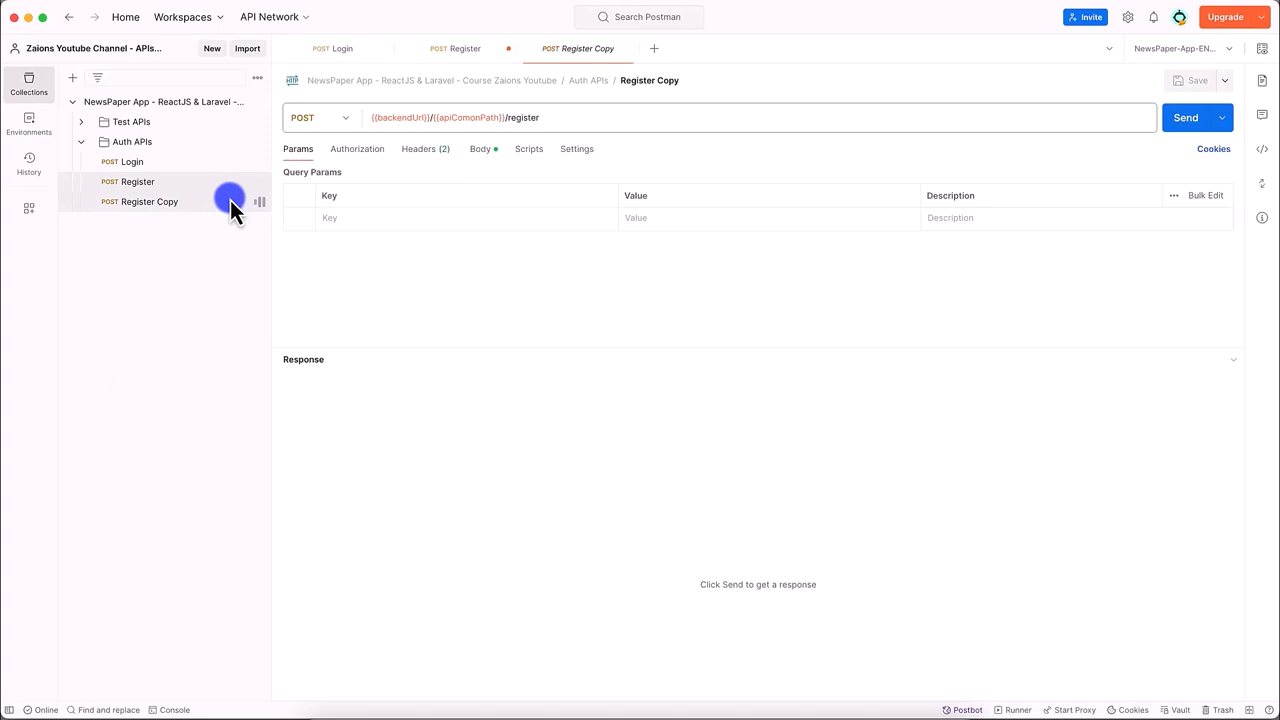 Home Workspaces API Network Search Postman Invite Upgrade
Zaions Youtube Channel - APIs... New Import POST Login POST Register POST Register Copy NewsPaper-App-EN...
Collections
Environments
History
NewsPaper App - ReactJS & Laravel -...
Test APIs
Auth APIs
POST Login
POST Register
POST Register Copy
HTTP NewsPaper App - ReactJS & Laravel - Course Zaions Youtube / Auth APIs / Register Copy Save
POST {{backendUrl}}/{{apiComonPath}}/register Send
Params Authorization Headers (2) Body Scripts Settings Cookies
Query Params
Key Value Description Bulk Edit
Key Value Description
Response
Click Send to get a response
Online Find and replace Console Postbot Runner Start Proxy Cookies Vault Trash